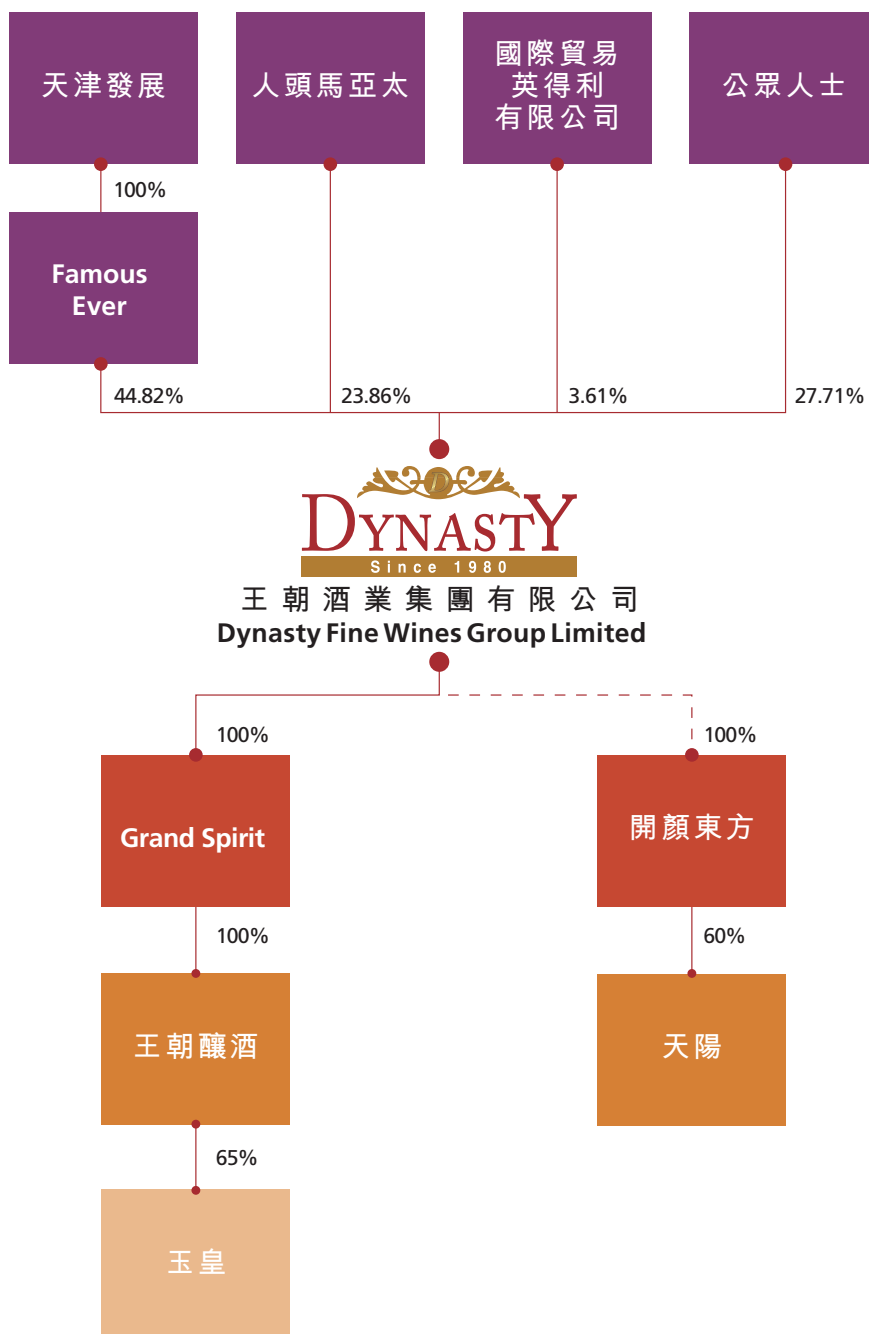 天津發展
人頭馬亞太
國際貿易
英得利
有限公司
公眾人士
100%
Famous
Ever
44.82%
23.86%
3.61%
27.71%
D
DYNASTY
Since 1980
王朝酒業集團有限公司
Dynasty Fine Wines Group Limited
100%
100%
Grand Spirit
開顏東方
100%
60%
王朝釀酒
天陽
65%
玉皇